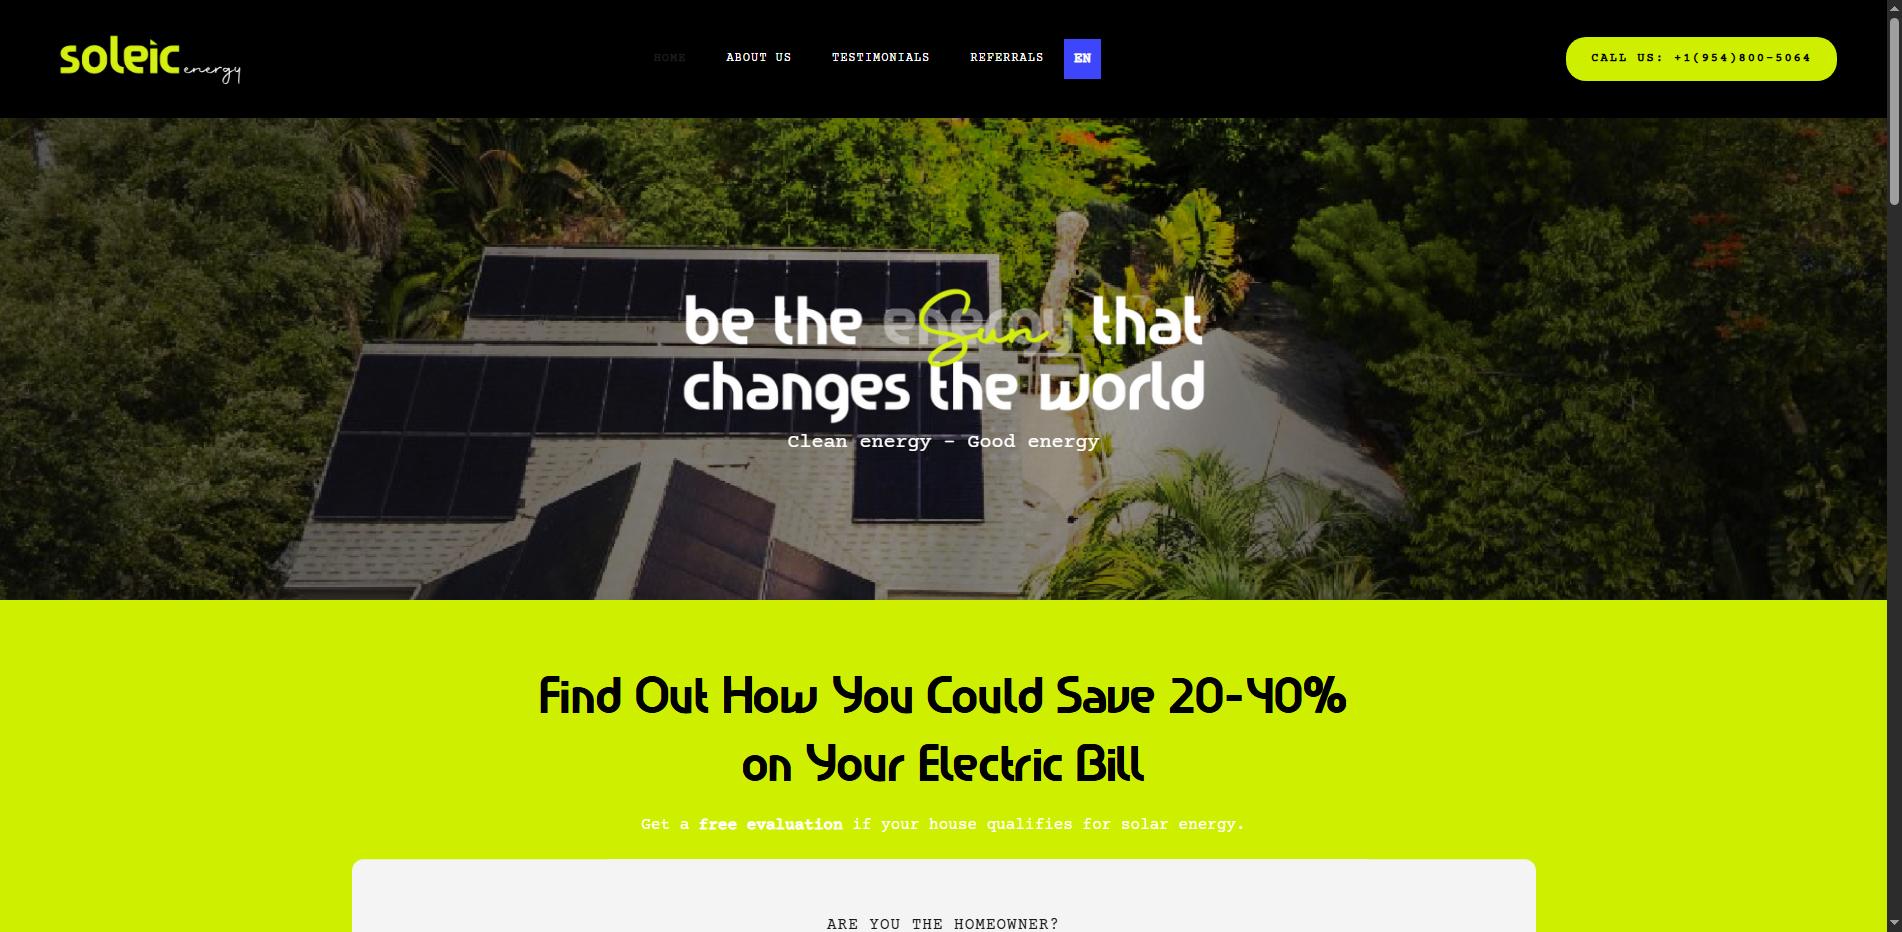 soleic energy
HOME
ABOUT US
TESTIMONIALS
REFERRALS
EN
CALL US: +1(954)800-5064
be the energy Sun that
changes the world
Clean energy - Good energy
Find Out How You Could Save 20-40%
on Your Electric Bill
Get a free evaluation if your house qualifies for solar energy.
ARE YOU THE HOMEOWNER?